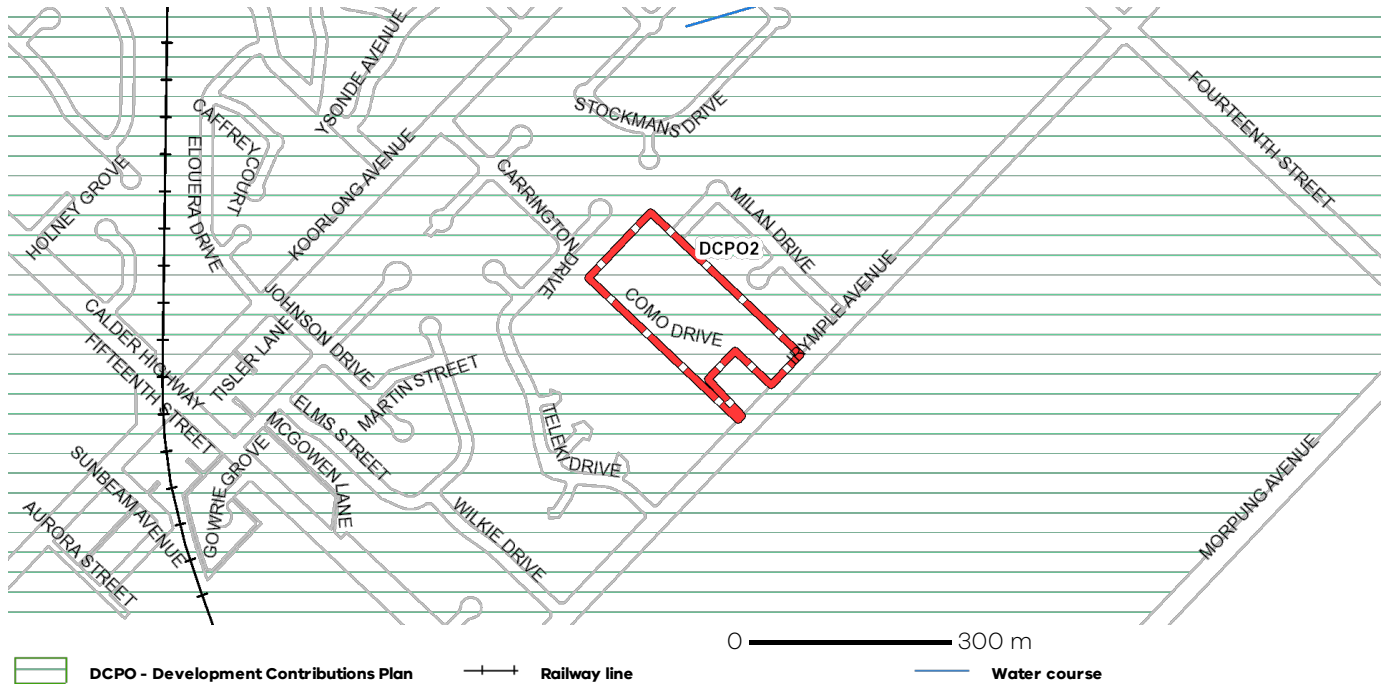 YSONDE AVENUE
FOURTEENTH STREET
STOCKMANS DRIVE
CAFFREY COURT
ELOUERA DRIVE
KOORLONG AVENUE
HOLNEY GROVE
CARRINGTON DRIVE
MILAN DRIVE
DCPO2
IRYMPLE AVENUE
COMO DRIVE
JOHNSON DRIVE
CALDER HIGHWAY
FIFTEENTH STREET
TISLER LANE
MARTIN STREET
ELMS STREET
MCGOWEN LANE
TELEKI DRIVE
GOWRIE GROVE
SUNBEAM AVENUE
AURORA STREET
WILKIE DRIVE
MORPUNG AVENUE
0 300 m
DCPO - Development Contributions Plan Railway line Water course